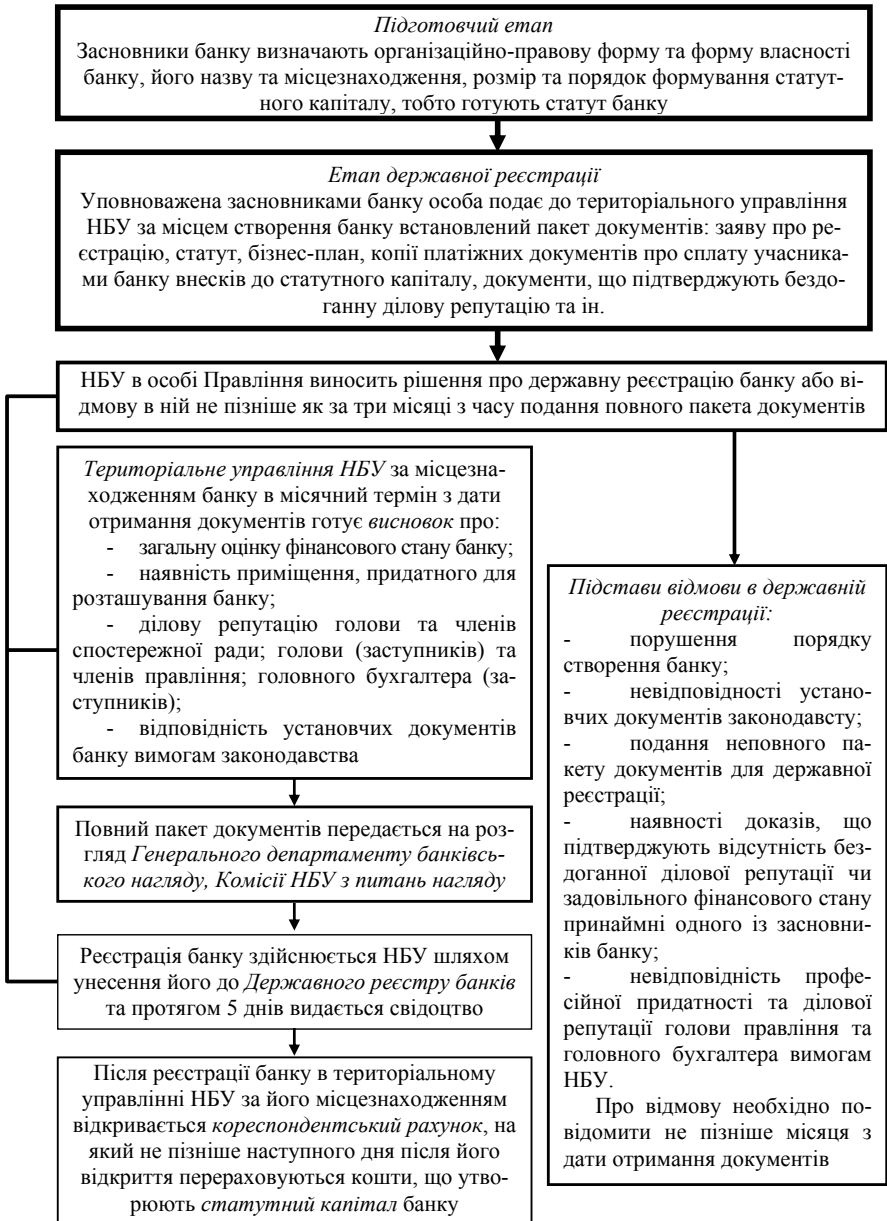 Підготовчий етап
Засновники банку визначають організаційно-правову форму та форму власності
банку, його назву та місцезнаходження, розмір та порядок формування статут-
ного капіталу, тобто готують статут банку
Етап державної реєстрації
Уповноважена засновниками банку особа подає до територіального управління
НБУ за місцем створення банку встановлений пакет документів: заяву про ре-
єстрацію, статут, бізнес-план, копії платіжних документів про сплату учасника-
ми банку внесків до статутного капіталу, документи, що підтверджують бездо-
ганну ділову репутацію та ін.
НБУ в особі Правління виносить рішення про державну реєстрацію банку або ві-
дмову в ній не пізніше як за три місяці з часу подання повного пакета документів
Територіальне управління НБУ за місцезна-
ходженням банку в місячний термін з дати
отримання документів готує висновок про:
- загальну оцінку фінансового стану банку;
- наявність приміщення, придатного для
розташування банку;
- ділову репутацію голови та членів
спостережної ради; голови (заступників) та
членів правління; головного бухгалтера (за-
ступників);
- відповідність установчих документів
банку вимогам законодавства
Повний пакет документів передається на роз-
гляд Генерального департаменту банківсь-
кого нагляду, Комісії НБУ з питань нагляду
Реєстрація банку здійснюється НБУ шляхом
унесення його до Державного реєстру банків
та протягом 5 днів видається свідоцтво
Після реєстрації банку в територіальному
управлінні НБУ за його місцезнаходженням
відкривається кореспондентський рахунок, на
який не пізніше наступного дня після його
відкриття перераховуються кошти, що утво-
рюють статутний капітал банку
Підстави відмови в державній
реєстрації:
- порушення порядку
створення банку;
- невідповідності устано-
вчих документів законодавсту;
- подання неповного па-
кету документів для державної
реєстрації;
- наявності доказів, що
підтверджують відсутність без-
доганної ділової репутації чи
задовільного фінансового стану
принаймні одного із засновни-
ків банку;
- невідповідність профе-
сійної придатності та ділової
репутації голови правління та
головного бухгалтера вимогам
НБУ.
Про відмову необхідно по-
відомити не пізніше місяця з
дати отримання документів